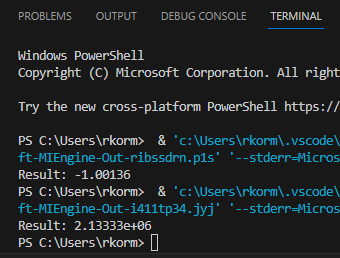 PROBLEMS OUTPUT DEBUG CONSOLE TERMINAL
Windows PowerShell
Copyright (C) Microsoft Corporation. All right
Try the new cross-platform PowerShell https://
PS C:\Users\rkorm> & 'c:\Users\rkorm\.vscode\
ft-MIEngine-Out-ribssdrn.p1s' '--stderr=Micros
Result: -1.00136
PS C:\Users\rkorm> & 'c:\Users\rkorm\.vscode\
ft-MIEngine-Out-i411tp34.jyj' '--stderr=Micros
Result: 2.13333e+06
PS C:\Users\rkorm>